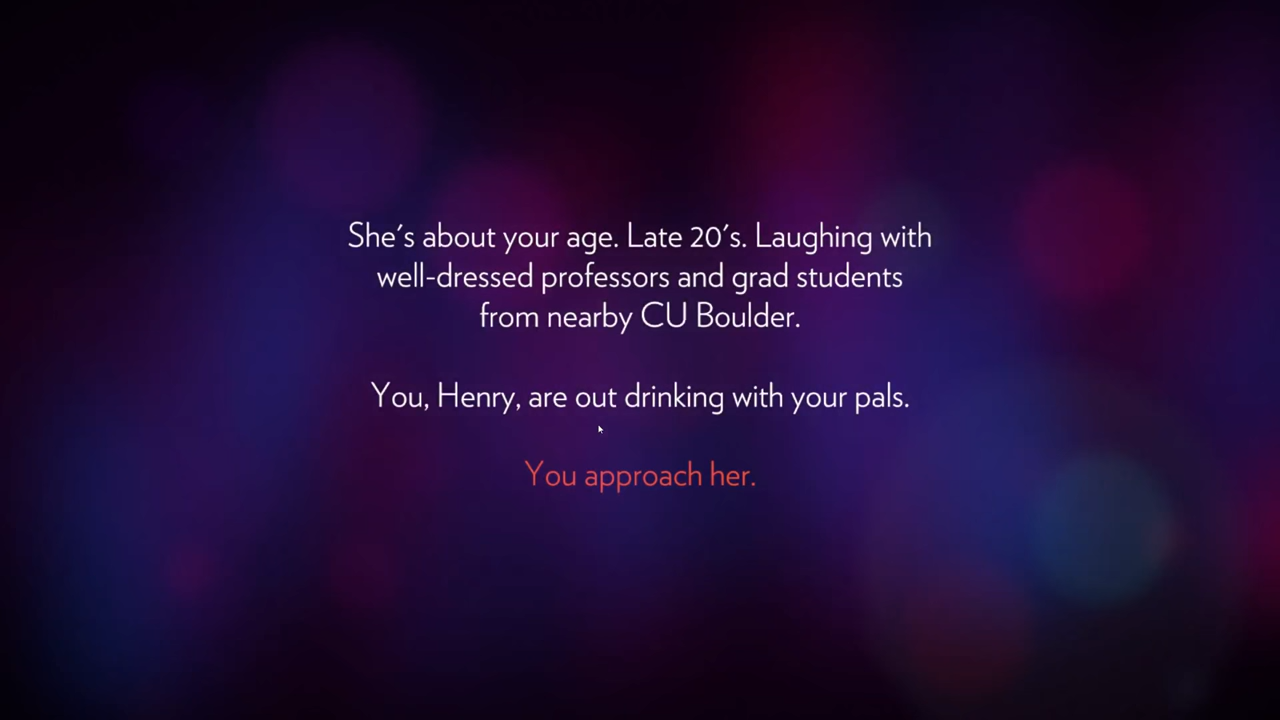 She's about your age. Late 20's. Laughing with
well-dressed professors and grad students
from nearby CU Boulder.
You, Henry, are out drinking with your pals.
You approach her.